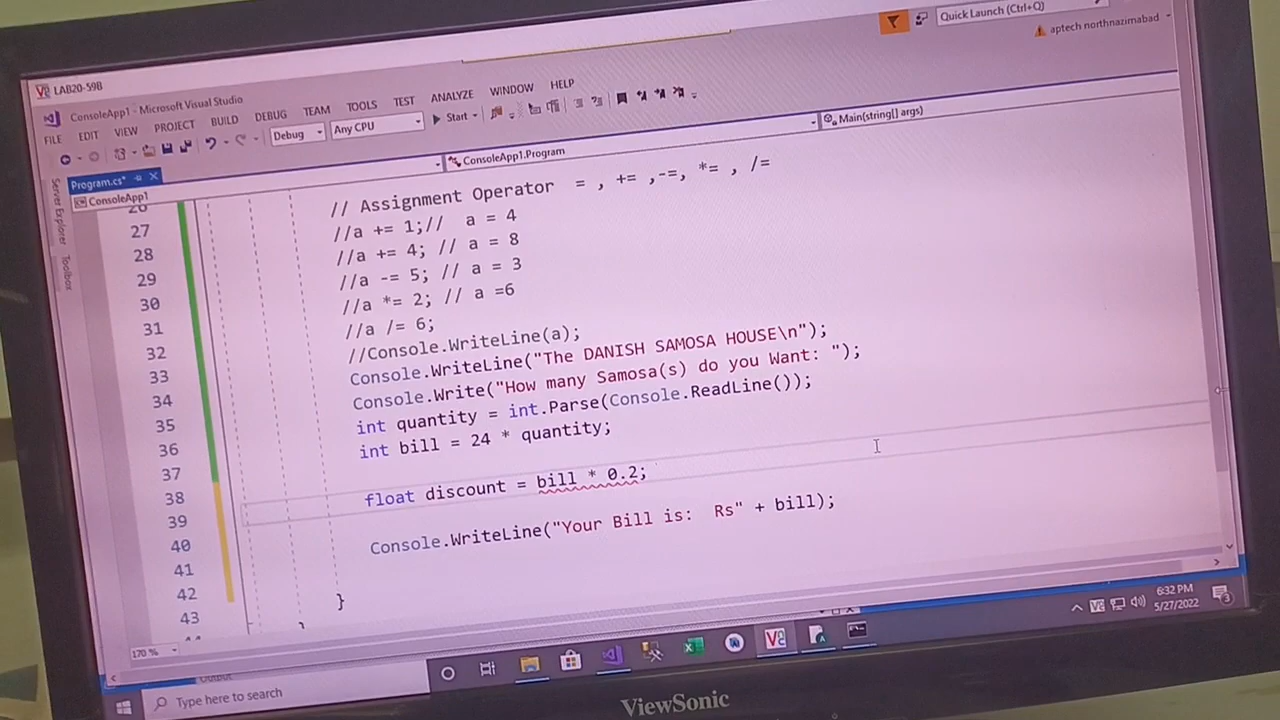 LAB20-59B
Quick Launch (Ctrl+Q)
ConsoleApp1 - Microsoft Visual Studio
aptech northnazimabad
FILE EDIT VIEW PROJECT BUILD DEBUG TEAM TOOLS TEST ANALYZE WINDOW HELP
Debug Any CPU Start
Program.cs*
ConsoleApp1 ConsoleApp1.Program Main(string[] args)
Server Explorer
Toolbox
26 // Assignment Operator = , += ,-=, *= , /=
27 //a += 1;// a = 4
28 //a += 4; // a = 8
29 //a -= 5; // a = 3
30 //a *= 2; // a =6
31 //a /= 6;
32 //Console.WriteLine(a);
33 Console.WriteLine("The DANISH SAMOSA HOUSE\n");
34 Console.Write("How many Samosa(s) do you Want: ");
35 int quantity = int.Parse(Console.ReadLine());
36 int bill = 24 * quantity;
37
38 float discount = bill * 0.2;
39
40 Console.WriteLine("Your Bill is: Rs" + bill);
41
42 }
43 }
170 %
Output
Type here to search
6:32 PM
5/27/2022
ViewSonic